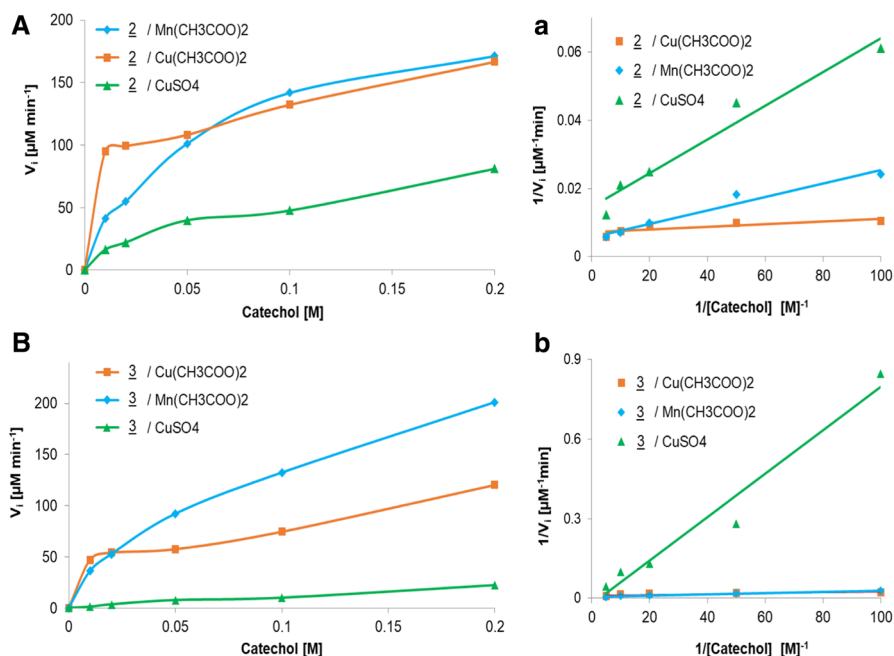 A
2 / Mn(CH3COO)2
2 / Cu(CH3COO)2
2 / CuSO4
Vi [µM min-1]
200
150
100
50
0
0 0.05 0.1 0.15 0.2
Catechol [M]
a
2 / Cu(CH3COO)2
2 / Mn(CH3COO)2
2 / CuSO4
1/Vi [µM-1min]
0.06
0.04
0.02
0
0 20 40 60 80 100
1/[Catechol] [M]-1
B
3 / Cu(CH3COO)2
3 / Mn(CH3COO)2
3 / CuSO4
Vi [µM min-1]
200
150
100
50
0
0 0.05 0.1 0.15 0.2
Catechol [M]
b
3 / Cu(CH3COO)2
3 / Mn(CH3COO)2
3 / CuSO4
1/Vi [µM-1min]
0.9
0.6
0.3
0
0 20 40 60 80 100
1/[Catechol] [M]-1